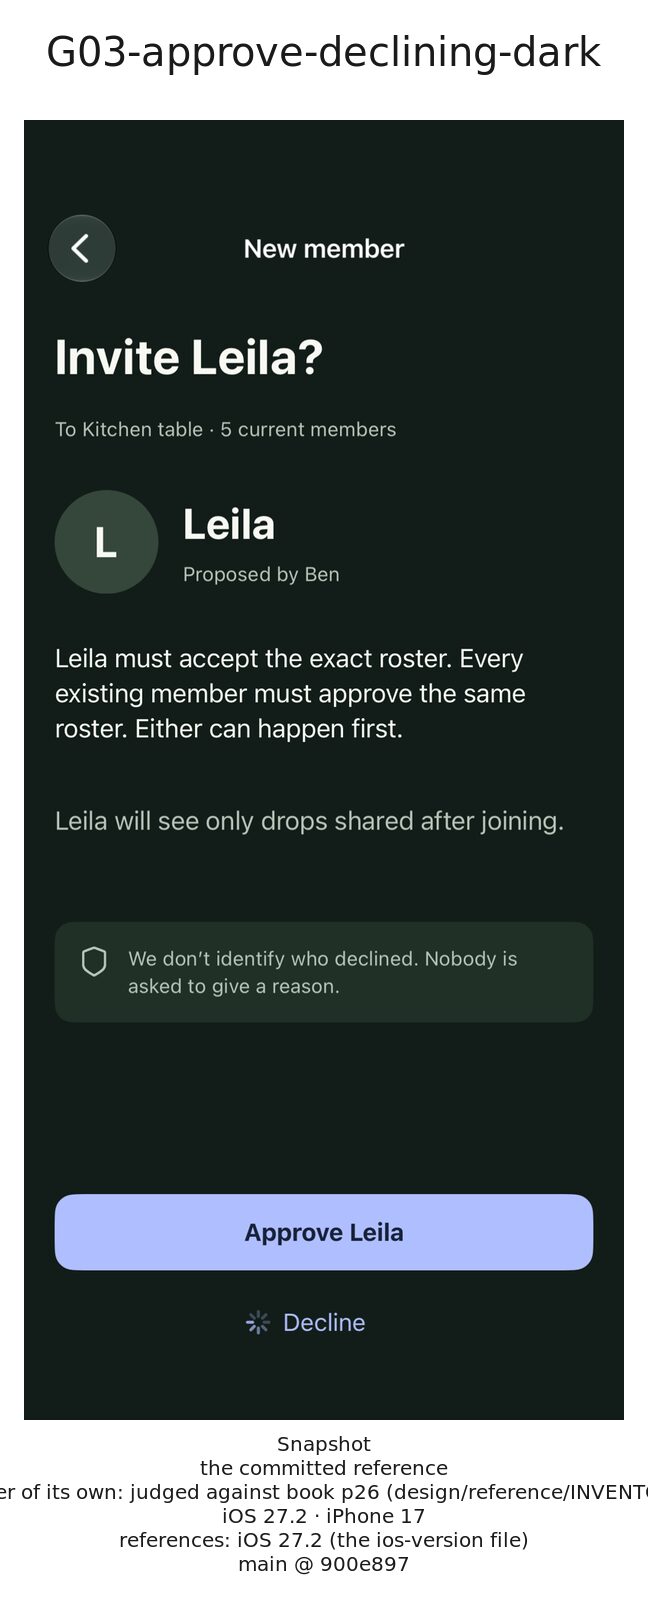 G03-approve-declining-dark
New member
Invite Leila?
To Kitchen table · 5 current members
L
Leila
Proposed by Ben
Leila must accept the exact roster. Every
existing member must approve the same
roster. Either can happen first.
Leila will see only drops shared after joining.
We don’t identify who declined. Nobody is
asked to give a reason.
Approve Leila
Decline
Snapshot
the committed reference
of its own: judged against book p26 (design/reference/
iOS 27.2 · iPhone 17
references: iOS 27.2 (the ios-version file)
main @ 900e897